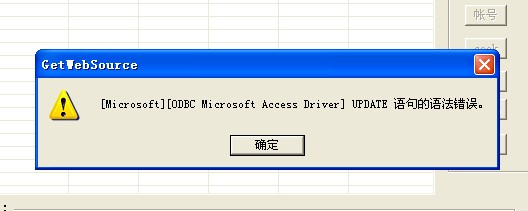 帐号
GetWebSource
[Microsoft][ODBC Microsoft Access Driver] UPDATE 语句的语法错误。
确定